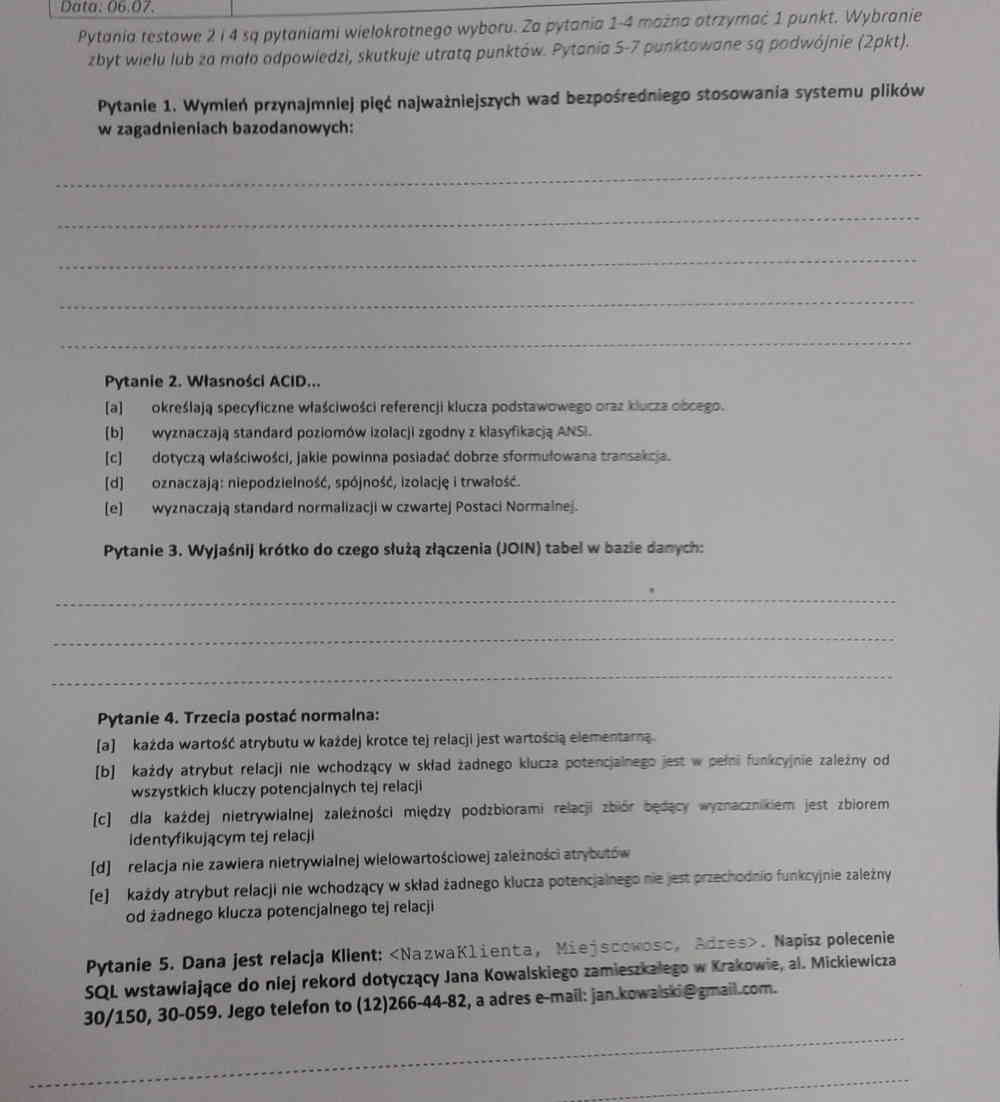 Data: 06.07.
Pytania testowe 2 i 4 są pytaniami wielokrotnego wyboru. Za pytania 1-4 można otrzymać 1 punkt. Wybranie
zbyt wielu lub za mało odpowiedzi, skutkuje utratą punktów. Pytania 5-7 punktowane są podwójnie (2pkt).
Pytanie 1. Wymień przynajmniej pięć najważniejszych wad bezpośredniego stosowania systemu plików
w zagadnieniach bazodanowych:
Pytanie 2. Własności ACID...
[a] określają specyficzne właściwości referencji klucza podstawowego oraz klucza obcego.
[b] wyznaczają standard poziomów izolacji zgodny z klasyfikacją ANSI.
[c] dotyczą właściwości, jakie powinna posiadać dobrze sformułowana transakcja.
[d] oznaczają: niepodzielność, spójność, izolację i trwałość.
[e] wyznaczają standard normalizacji w czwartej Postaci Normalnej.
Pytanie 3. Wyjaśnij krótko do czego służą złączenia (JOIN) tabel w bazie danych:
Pytanie 4. Trzecia postać normalna:
[a] każda wartość atrybutu w każdej krotce tej relacji jest wartością elementarną.
[b] każdy atrybut relacji nie wchodzący w skład żadnego klucza potencjalnego jest w pełni funkcyjnie zależny od
wszystkich kluczy potencjalnych tej relacji
[c] dla każdej nietrywialnej zależności między podzbiorami relacji zbiór będący wyznacznikiem jest zbiorem
identyfikującym tej relacji
[d] relacja nie zawiera nietrywialnej wielowartościowej zależności atrybutów
[e] każdy atrybut relacji nie wchodzący w skład żadnego klucza potencjalnego nie jest przechodnio funkcyjnie zależny
od żadnego klucza potencjalnego tej relacji
Pytanie 5. Dana jest relacja Klient: <NazwaKlienta, Miejscowosc, Adres>. Napisz polecenie
SQL wstawiające do niej rekord dotyczący Jana Kowalskiego zamieszkałego w Krakowie, al. Mickiewicza
30/150, 30-059. Jego telefon to (12)266-44-82, a adres e-mail: jan.kowalski@gmail.com.